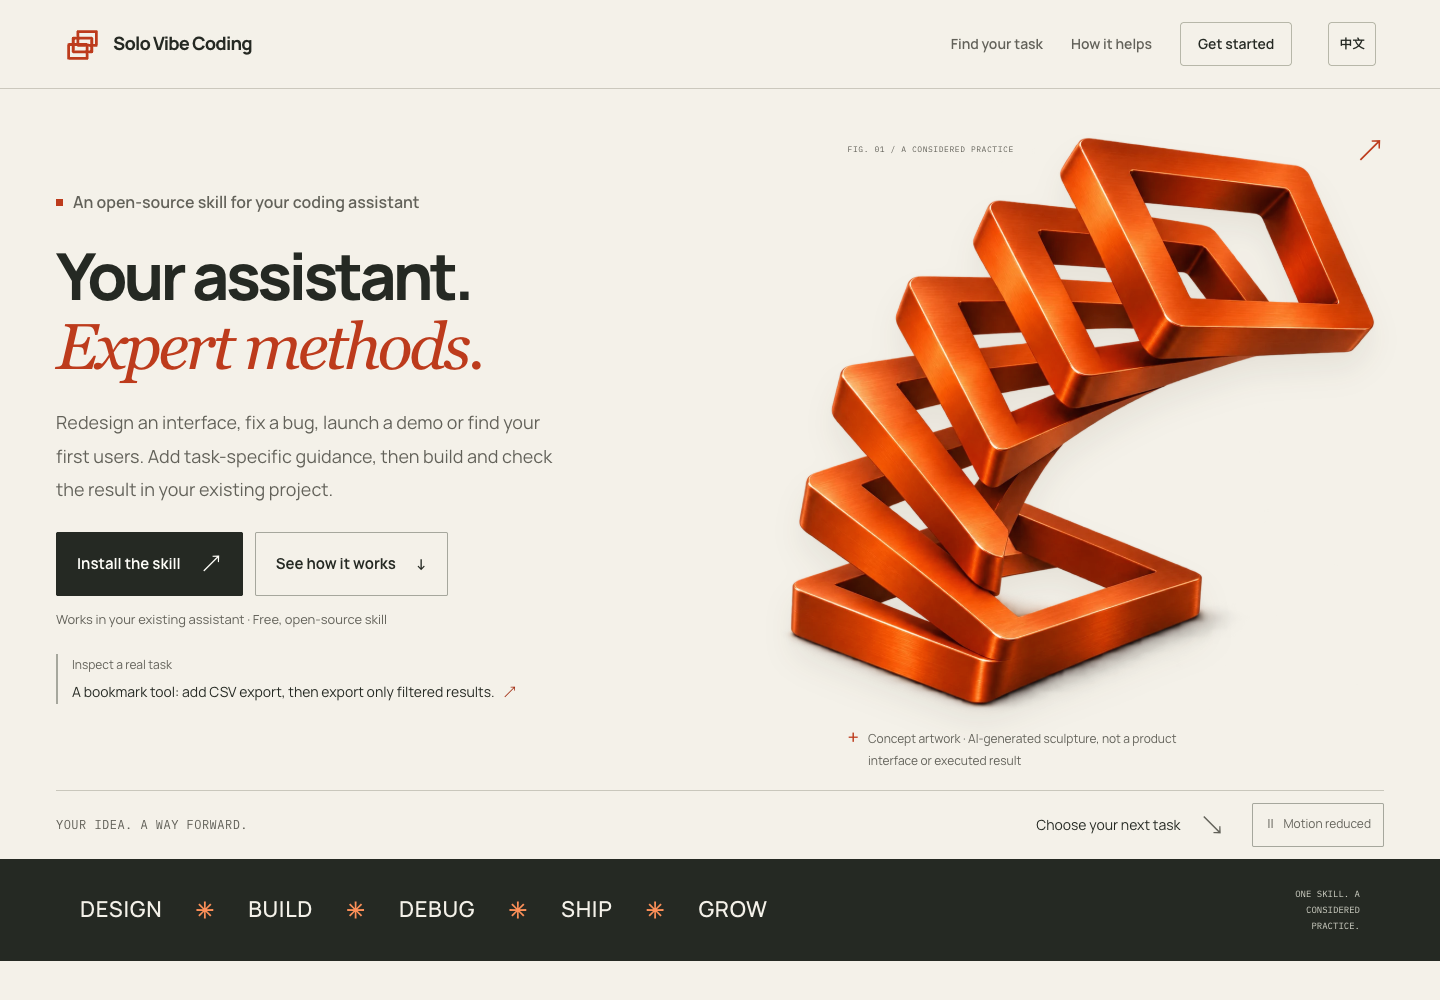 Solo Vibe Coding
Find your task
How it helps
Get started
中文
FIG. 01 / A CONSIDERED PRACTICE
An open-source skill for your coding assistant
Your assistant.
Expert methods.
Redesign an interface, fix a bug, launch a demo or find your
first users. Add task-specific guidance, then build and check
the result in your existing project.
Install the skill ↗
See how it works ↓
Works in your existing assistant · Free, open-source skill
Inspect a real task
A bookmark tool: add CSV export, then export only filtered results. ↗
+ Concept artwork · AI-generated sculpture, not a product
interface or executed result
YOUR IDEA. A WAY FORWARD.
Choose your next task ↘
Motion reduced
DESIGN ✳ BUILD ✳ DEBUG ✳ SHIP ✳ GROW
ONE SKILL. A
CONSIDERED
PRACTICE.